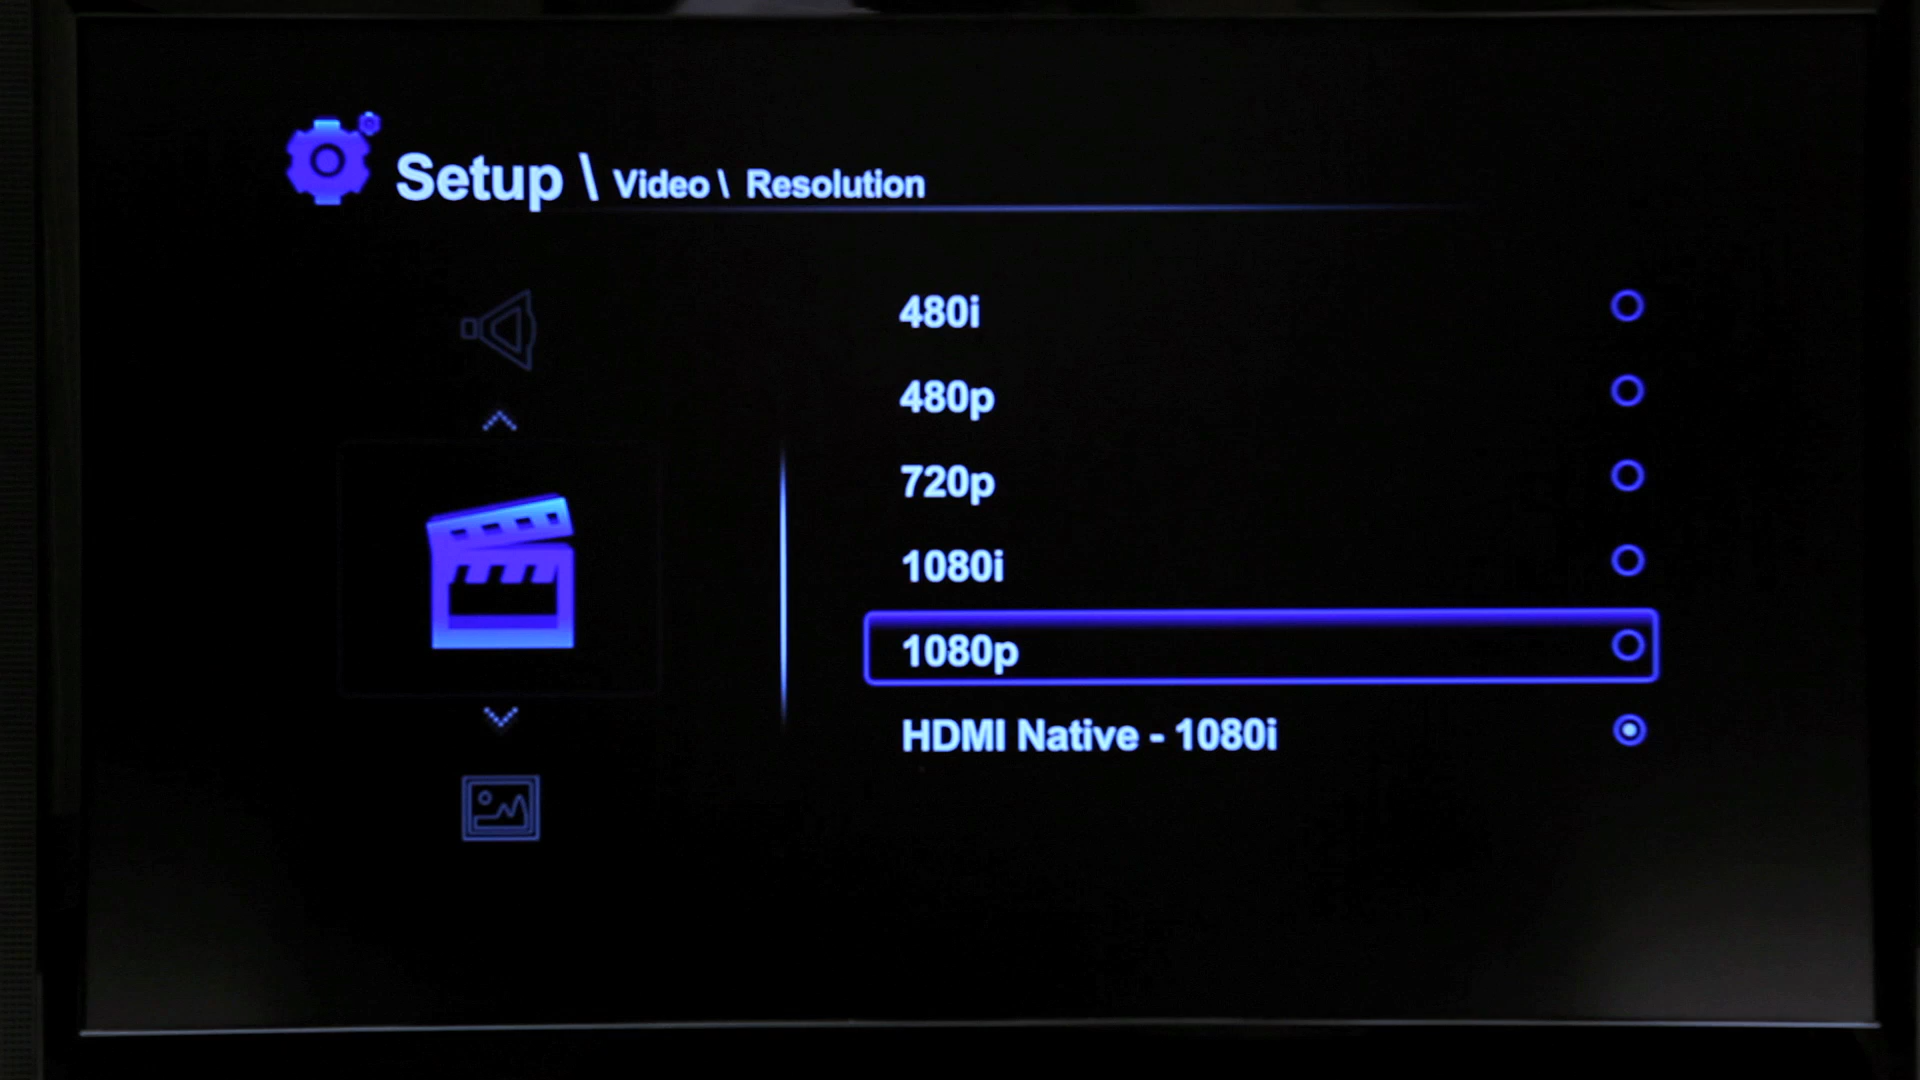 Setup \ Video \ Resolution
480i
480p
720p
1080i
1080p
HDMI Native - 1080i